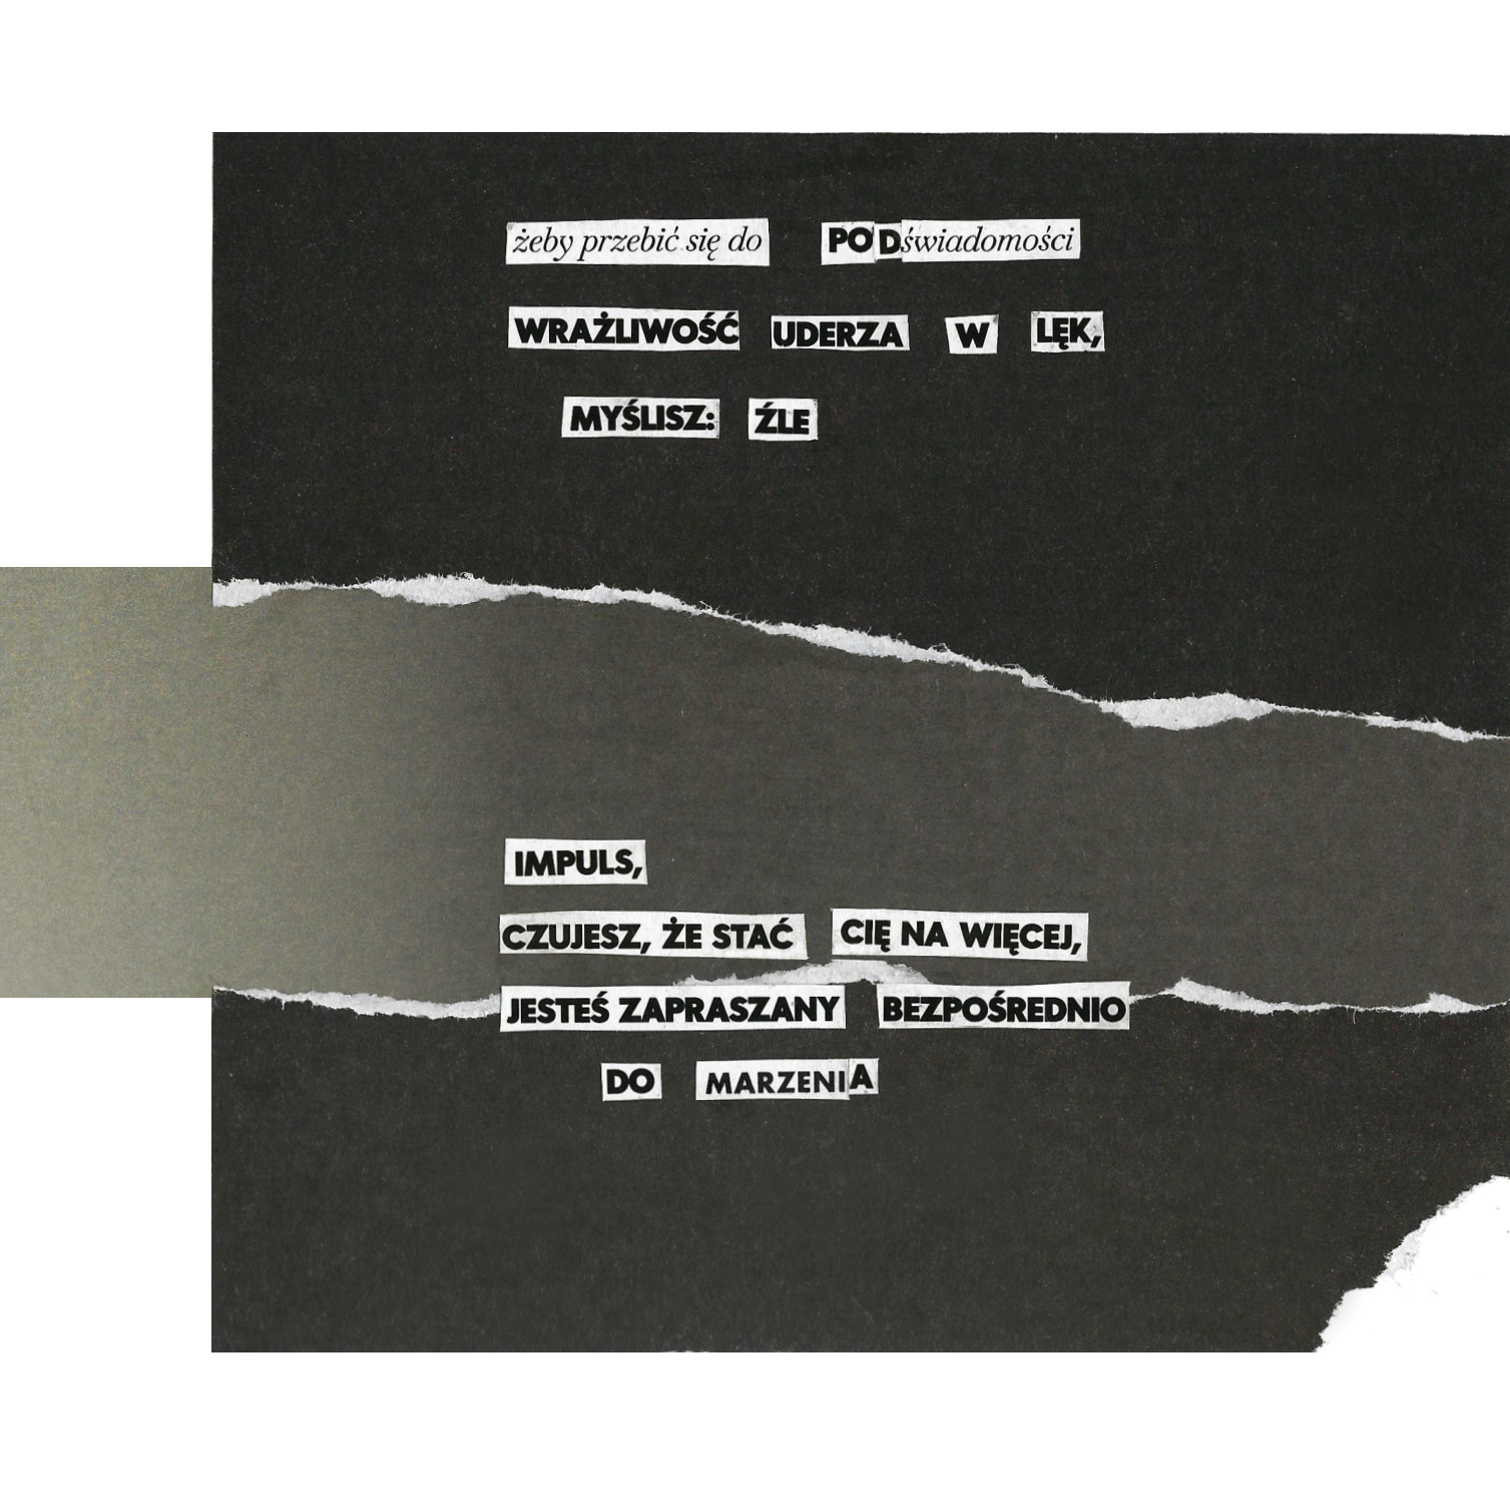 żeby przebić się do PODświadomości
WRAŻLIWOŚĆ UDERZA W LĘK,
MYŚLISZ: ŹLE
IMPULS,
CZUJESZ, ŻE STAĆ CIĘ NA WIĘCEJ,
JESTEŚ ZAPRASZANY BEZPOŚREDNIO
DO MARZENIA